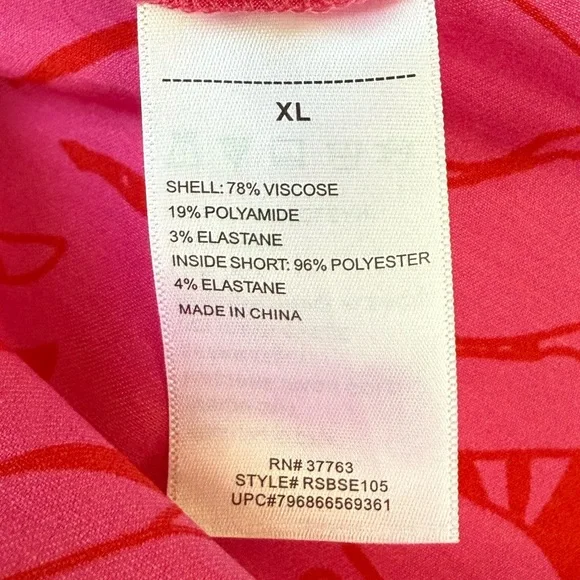 XL
SHELL: 78% VISCOSE
19% POLYAMIDE
3% ELASTANE
INSIDE SHORT: 96% POLYESTER
4% ELASTANE
MADE IN CHINA
RN# 37763
STYLE# RSBSE105
UPC#796866569361